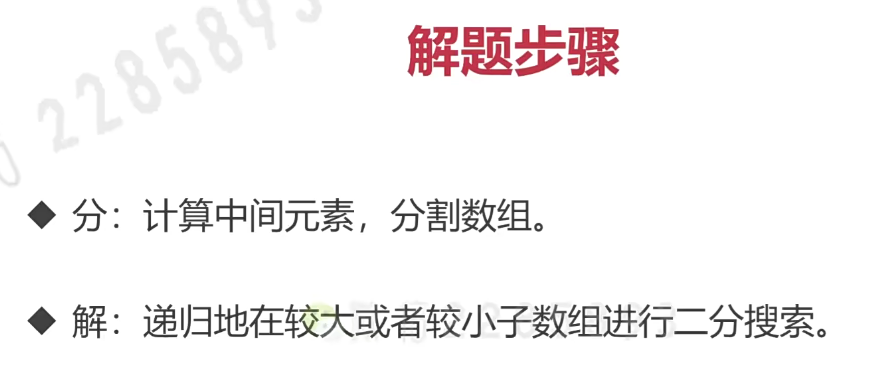 解题步骤
分：计算中间元素，分割数组。
解：递归地在较大或者较小子数组进行二分搜索。